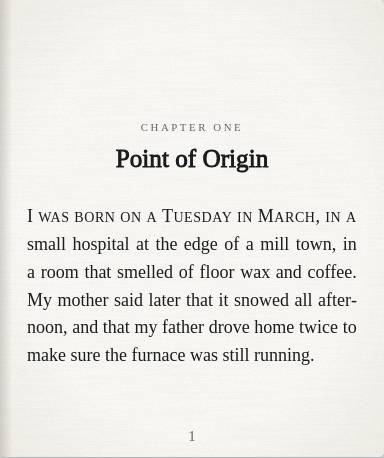 CHAPTER ONE
Point of Origin
I WAS BORN ON A TUESDAY IN MARCH, IN A
small hospital at the edge of a mill town, in
a room that smelled of floor wax and coffee.
My mother said later that it snowed all after-
noon, and that my father drove home twice to
make sure the furnace was still running.
1